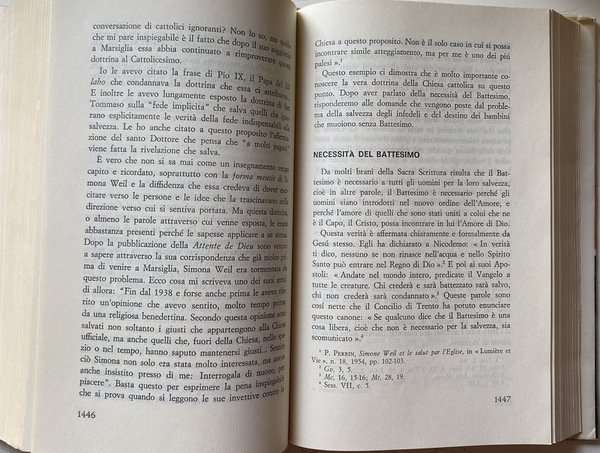 conversazione di cattolici ignoranti? Non lo so, ma quello
che mi pare inspiegabile è il fatto che dopo il suo soggiorno
a Marsiglia essa abbia continuato a rimproverare questa
dottrina al Cattolicesimo.
Io le avevo citato la frase di Pio IX, il Papa del Sil-
labo che condannava la dottrina che essa ci attribuiva.
E inoltre le avevo lungamente esposto la dottrina di San
Tommaso sulla "fede implicita" che salva quelli che igno-
rano esplicitamente le verità della fede indispensabili alla
salvezza. Le ho anche citato a questo proposito l'afferma-
zione del santo Dottore che pensa che "a molti pagani
viene fatta la rivelazione che salva.
È vero che non si sa mai come un insegnamento venga
capito e ricordato, soprattutto con la forma mentis di Si-
mona Weil e la diffidenza che essa credeva di dover eser-
citare verso le persone e le idee che la trascinavano nella
direzione verso cui si sentiva portata. Ma questa dottrina,
o almeno le parole attraverso cui venne esposta, le erano
abbastanza presenti perché le sapesse applicare a se stessa.
Dopo la pubblicazione della Attente de Dieu sono venuto
a sapere attraverso la sua corrispondenza che già molto pri-
ma di venire a Marsiglia, Simona Weil era tormentata da
questo problema. Ecco cosa mi scriveva uno dei suoi amici
di allora: "Fin dal 1938 e forse anche prima le avevo rife-
rito un'opinione che avevo sentito, molto tempo prima,
da una religiosa benedettina. Secondo questa opinione sono
salvati non soltanto i giusti che appartengono alla Chiesa
ufficiale, ma anche quelli che, fuori della Chiesa, nello spa-
zio o nel tempo, hanno saputo mantenersi giusti... Sentito
ciò Simona non solo era stata molto interessata, ma aveva
anche insistito presso di me: Interrogala di nuovo, per
piacere". Basta questo per esprimere la pena inspiegabile
che si prova quando si leggono le sue invettive contro la
1446
Chiesa a questo proposito. Non è il solo caso in cui si possa
incontrare simile atteggiamento, ma per me è uno dei piú
palesi ».¹
Questo esempio ci dimostra che è molto importante co-
noscere la vera dottrina della Chiesa cattolica su questo
punto. Dopo aver parlato della necessità del Battesimo,
risponderemo alle domande che vengono poste dal proble-
ma della salvezza degli infedeli e del destino dei bambini
che muoiono senza Battesimo.
NECESSITÀ DEL BATTESIMO
Da molti brani della Sacra Scrittura risulta che il Bat-
tesimo è necessario a tutti gli uomini per la loro salvezza,
cioè in altre parole, il Battesimo è necessario perché gli
uomini siano introdotti nel nuovo ordine dell'Amore, e
perché l'amore di quelli che sono stati uniti a colui che ne
è il Capo, il Cristo, possa incontrare in lui l'Amore di Dio.
Questa verità è affermata chiaramente e formalmente da
Gesú stesso. Egli ha dichiarato a Nicodemo: « In verità
ti dico, nessuno se non rinasce nell'acqua e nello Spirito
Santo può entrare nel Regno di Dio ».² E poi ai suoi Apo-
stoli: « Andate nel mondo intero, predicate il Vangelo a
tutte le creature. Chi crederà e sarà battezzato sarà salvo,
chi non crederà sarà condannato ».³ Queste parole sono
cosí formali che il Concilio di Trento ha potuto enunciare
questo canone: « Se qualcuno dice che il Battesimo è una
cosa libera, cioè che non è necessario per la salvezza, sia
scomunicato ».⁴
¹ P. PERRIN, Simone Weil et le salut par l'Eglise, in « Lumière et
Vie », n. 18, 1954, pp. 102-103.
² Gv, 3, 5.
³ Mc. 16, 15-16; Mt, 28, 19.
⁴ Sess. VII, c. 5.
1447